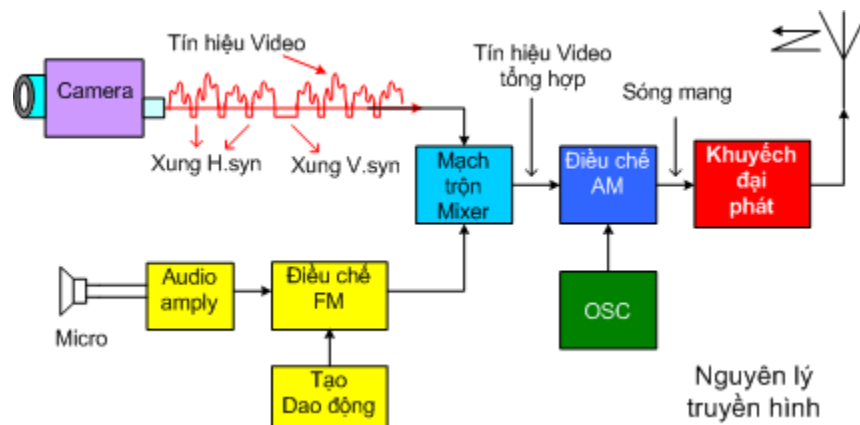 Tín hiệu Video
Camera
Xung H.syn
Xung V.syn
Tín hiệu Video
tổng hợp
Sóng mang
Mạch
trộn
Mixer
Điều chế
AM
Khuyếch
đại
phát
Audio
amply
Điều chế
FM
Micro
Tạo
Dao động
OSC
Nguyên lý
truyền hình